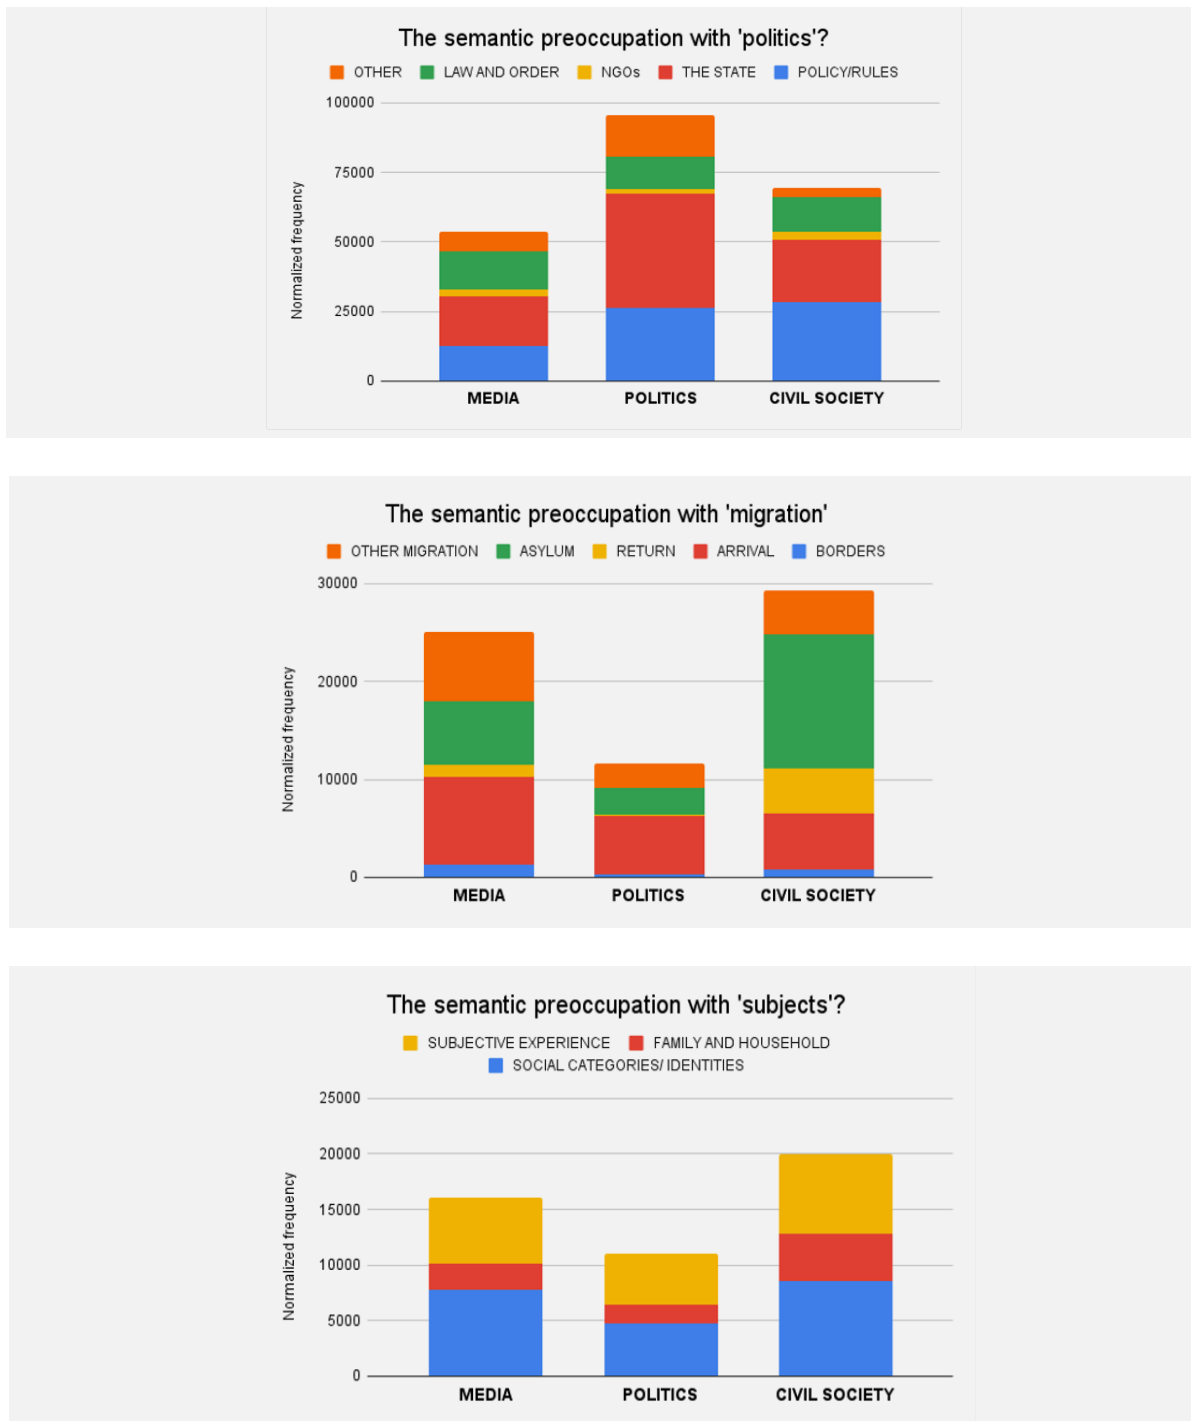 The semantic preoccupation with 'politics'?
OTHER LAW AND ORDER NGOs THE STATE POLICY/RULES
Normalized frequency
100000
75000
50000
25000
0
MEDIA POLITICS CIVIL SOCIETY
The semantic preoccupation with 'migration'
OTHER MIGRATION ASYLUM RETURN ARRIVAL BORDERS
Normalized frequency
30000
20000
10000
0
MEDIA POLITICS CIVIL SOCIETY
The semantic preoccupation with 'subjects'?
SUBJECTIVE EXPERIENCE FAMILY AND HOUSEHOLD
SOCIAL CATEGORIES/ IDENTITIES
Normalized frequency
25000
20000
15000
10000
5000
0
MEDIA POLITICS CIVIL SOCIETY